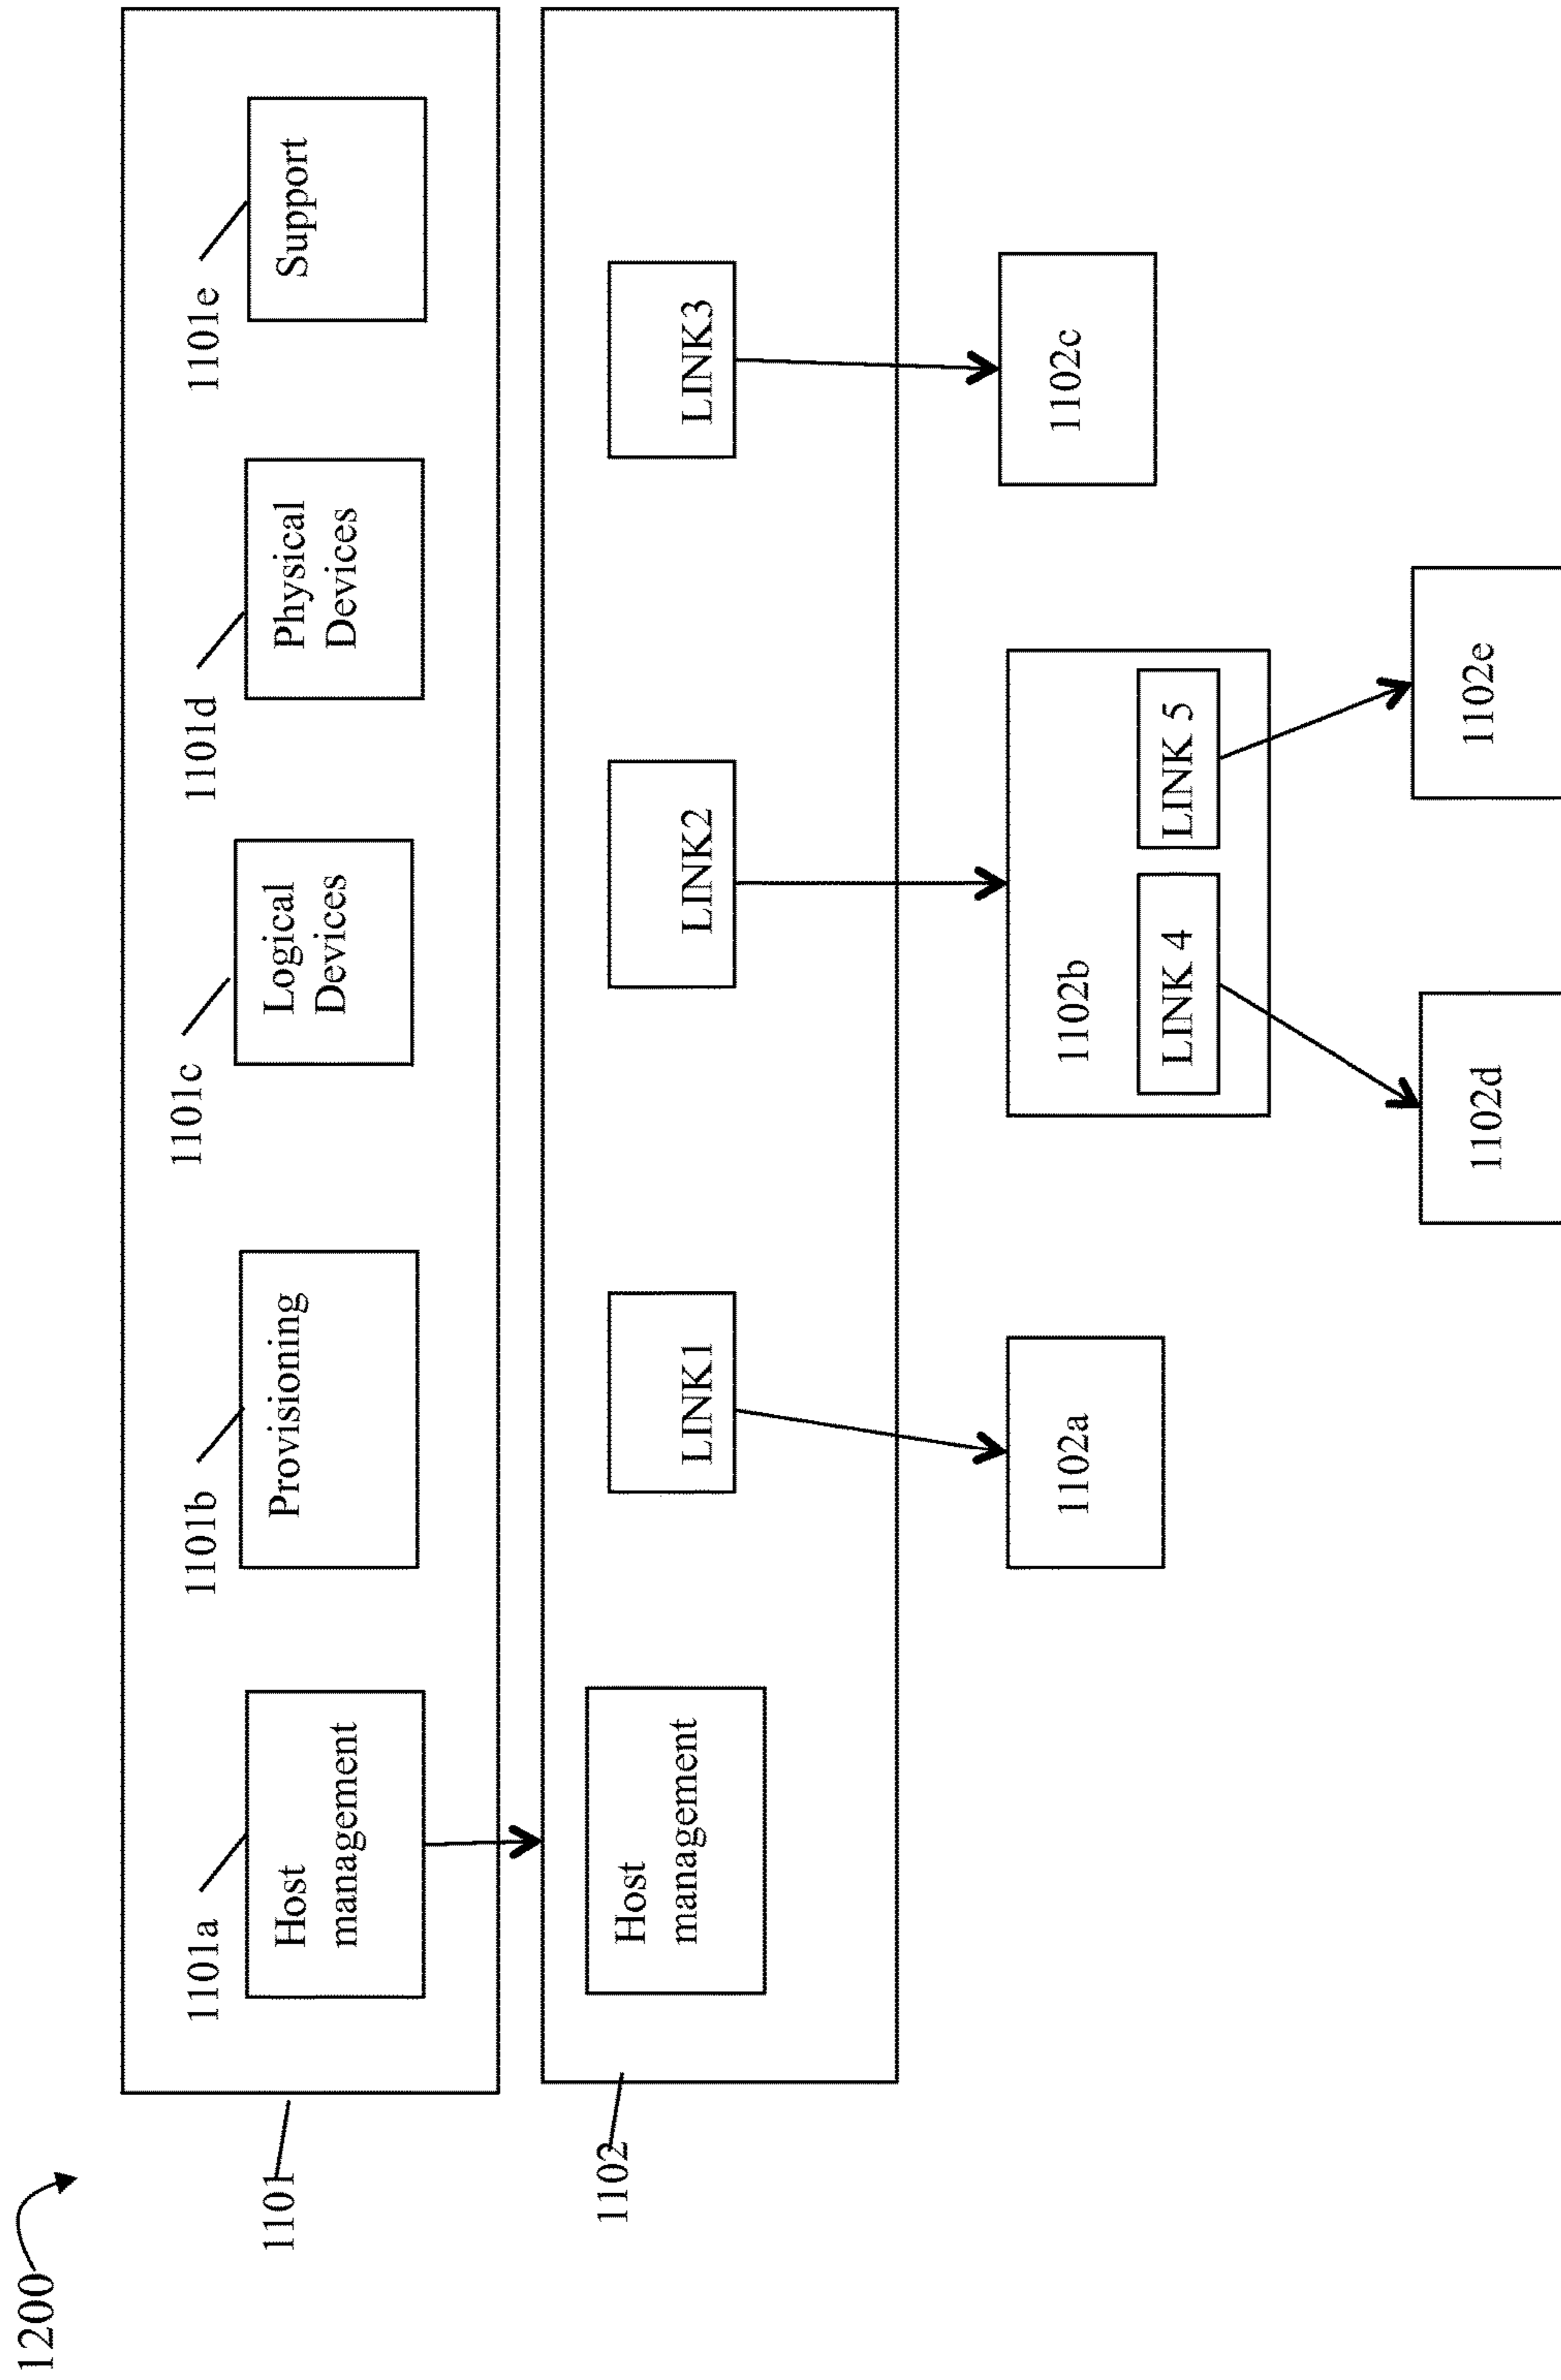 1200
1101
1101a
1101b
1101c
1101d
1101e
Host
management
Provisioning
Logical
Devices
Physical
Devices
Support
1102
Host
management
LINK1
LINK2
LINK3
1102a
1102b
LINK 4
LINK 5
1102c
1102d
1102e